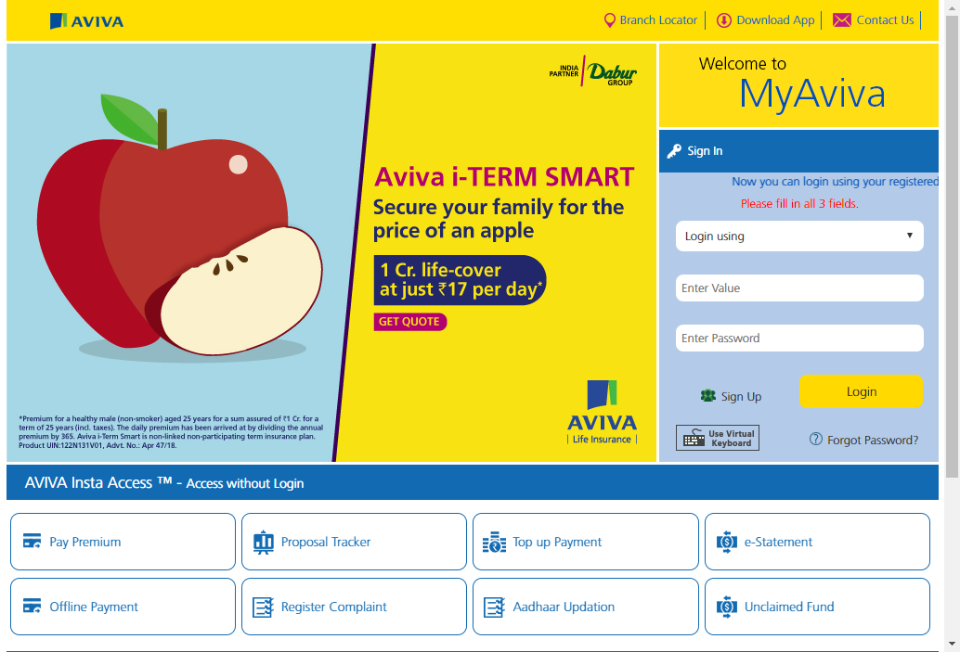 AVIVA
Branch Locator
Download App
Contact Us
INDIA PARTNER
Dabur GROUP
Aviva i-TERM SMART
Secure your family for the
price of an apple
1 Cr. life-cover
at just ₹17 per day*
GET QUOTE
AVIVA
Life Insurance
*Premium for a healthy male (non-smoker) aged 25 years for a sum assured of ₹1 Cr. for a
term of 25 years (incl. taxes). The daily premium has been arrived at by dividing the annual
premium by 365. Aviva i-Term Smart is non-linked non-participating term insurance plan.
Product UIN:122N131V01, Advt. No.: Apr 47/18.
Welcome to
MyAviva
Sign In
Now you can login using your registered
Please fill in all 3 fields.
Login using
Enter Value
Enter Password
Sign Up
Login
Use Virtual
Keyboard
Forgot Password?
AVIVA Insta Access ™ - Access without Login
Pay Premium
Proposal Tracker
Top up Payment
e-Statement
Offline Payment
Register Complaint
Aadhaar Updation
Unclaimed Fund